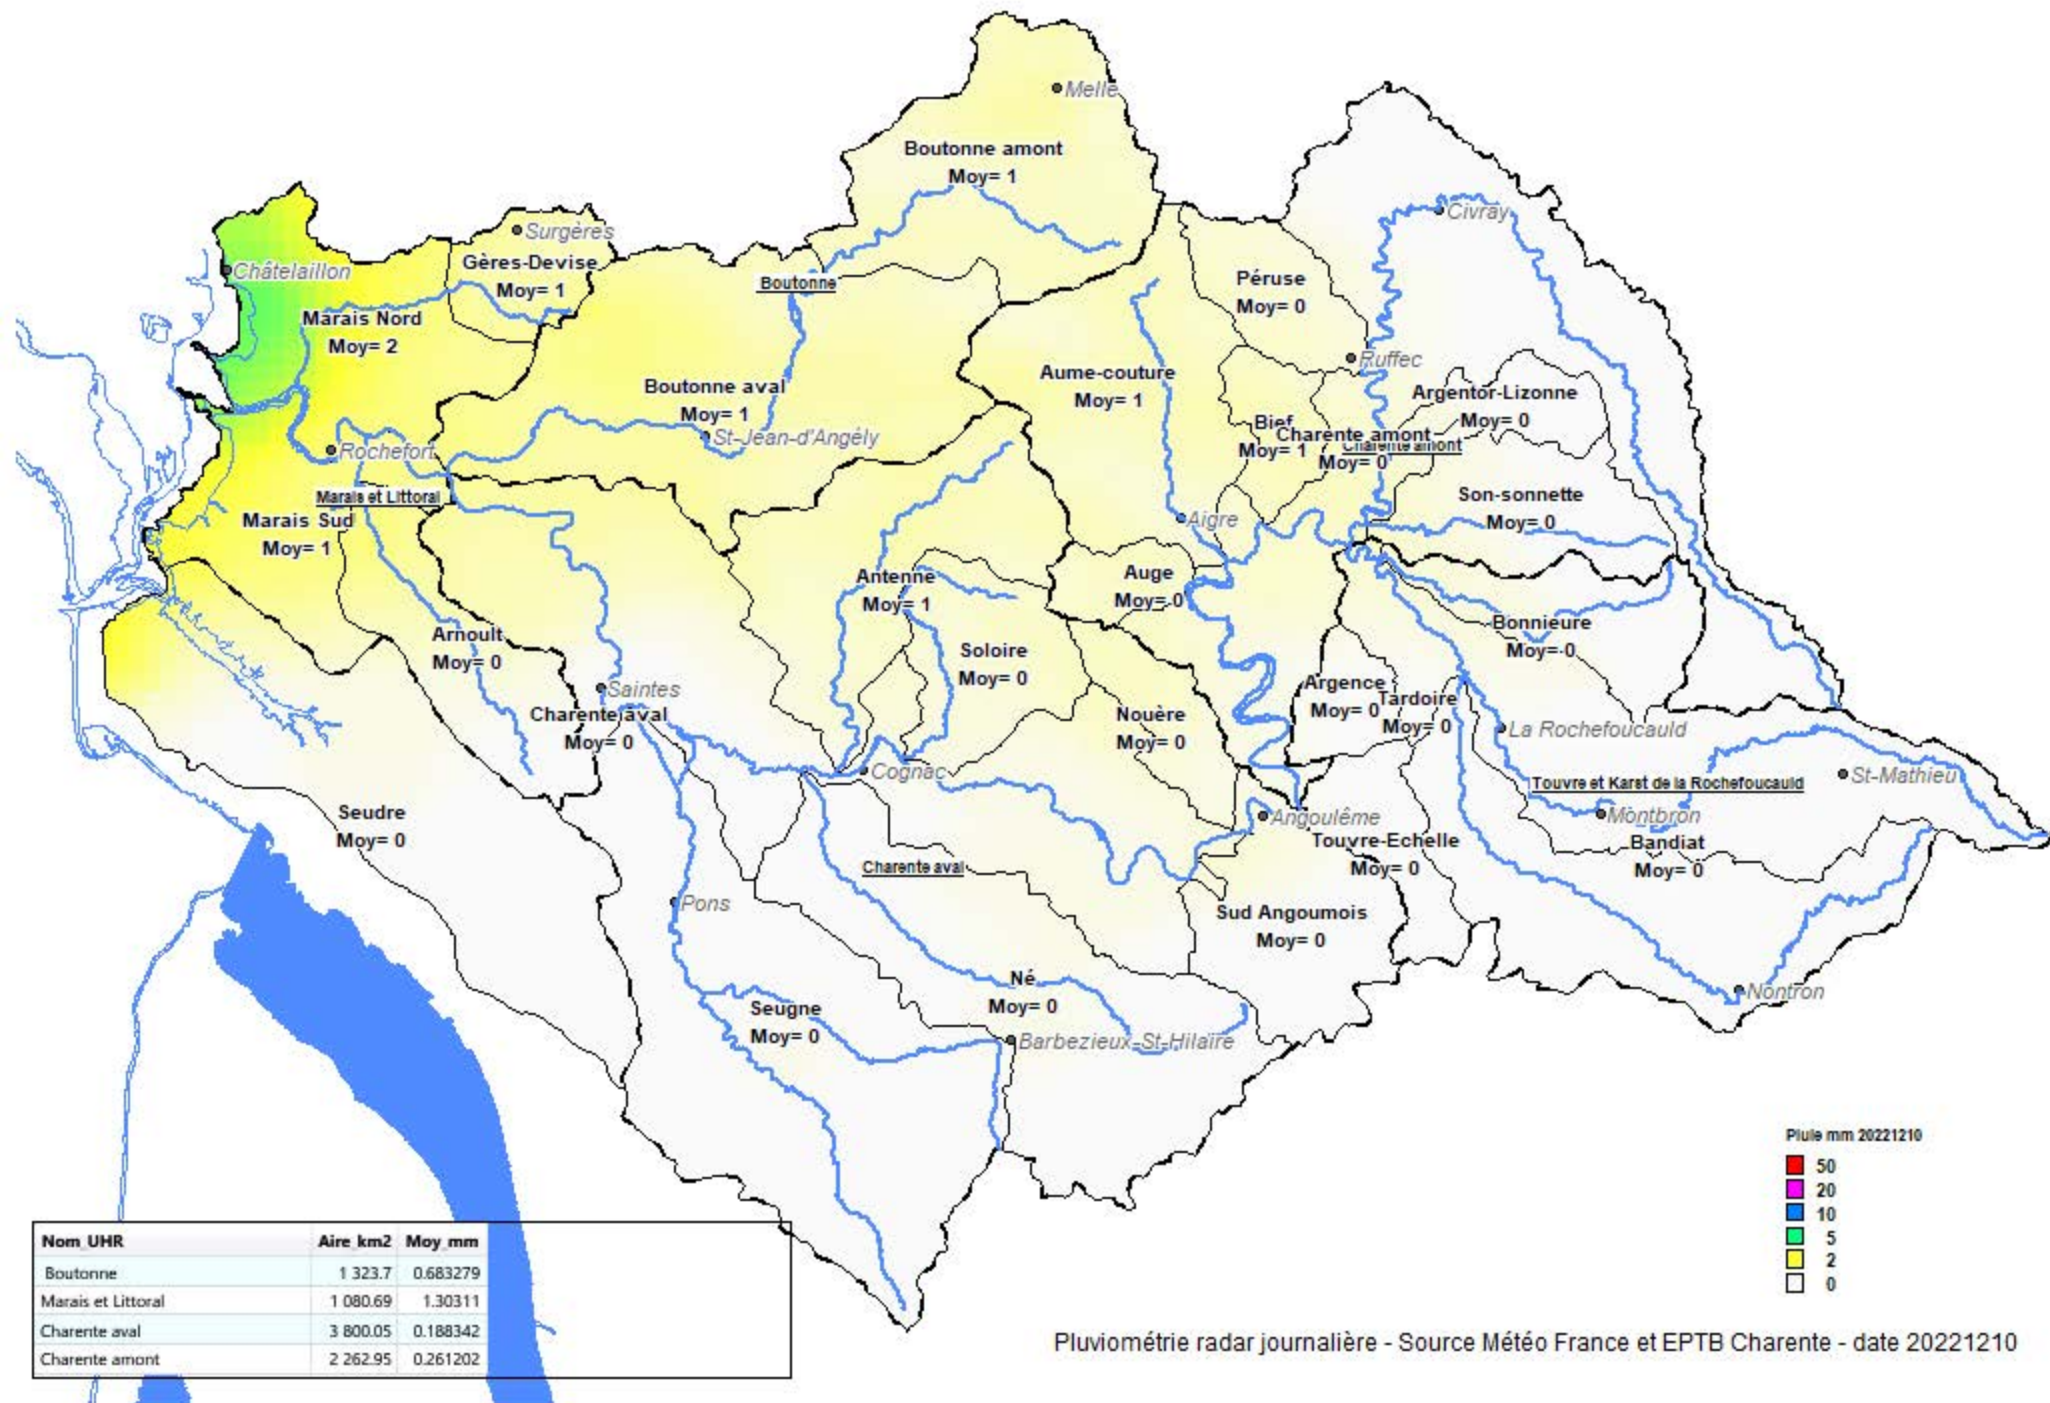 Melle
Boutonne amont
Moy= 1
Civray
Surgères
Châtelaillon
Gères-Devise
Moy= 1
Boutonne
Péruse
Moy= 0
Marais Nord
Moy= 2
Ruffec
Aume-couture
Moy= 1
Boutonne aval
Moy= 1
Argentor-Lizonne
Moy= 0
St-Jean-d'Angély
Bief
Moy= 1
Charente amont
Moy= 0
Charente amont
Rochefort
Marais et Littoral
Marais Sud
Moy= 1
Son-sonnette
Moy= 0
Aigre
Antenne
Moy= 1
Auge
Moy= 0
Bonnieure
Moy= 0
Arnoult
Moy= 0
Soloire
Moy= 0
Saintes
Argence
Moy= 0
Tardoire
Moy= 0
Charente aval
Moy= 0
Nouère
Moy= 0
La Rochefoucauld
Cognac
Touvre et Karst de la Rochefoucauld
St-Mathieu
Seudre
Moy= 0
Angoulême
Montbron
Touvre-Echelle
Moy= 0
Bandiat
Moy= 0
Charente aval
Pons
Sud Angoumois
Moy= 0
Né
Moy= 0
Nontron
Seugne
Moy= 0
Barbezieux-St-Hilaire
Pluie mm 20221210
50
20
10
5
2
0
Nom_UHR Aire_km2 Moy_mm
Boutonne 1 323.7 0.683279
Marais et Littoral 1 080.69 1.30311
Charente aval 3 800.05 0.188342
Charente amont 2 262.95 0.261202
Pluviométrie radar journalière - Source Météo France et EPTB Charente - date 20221210